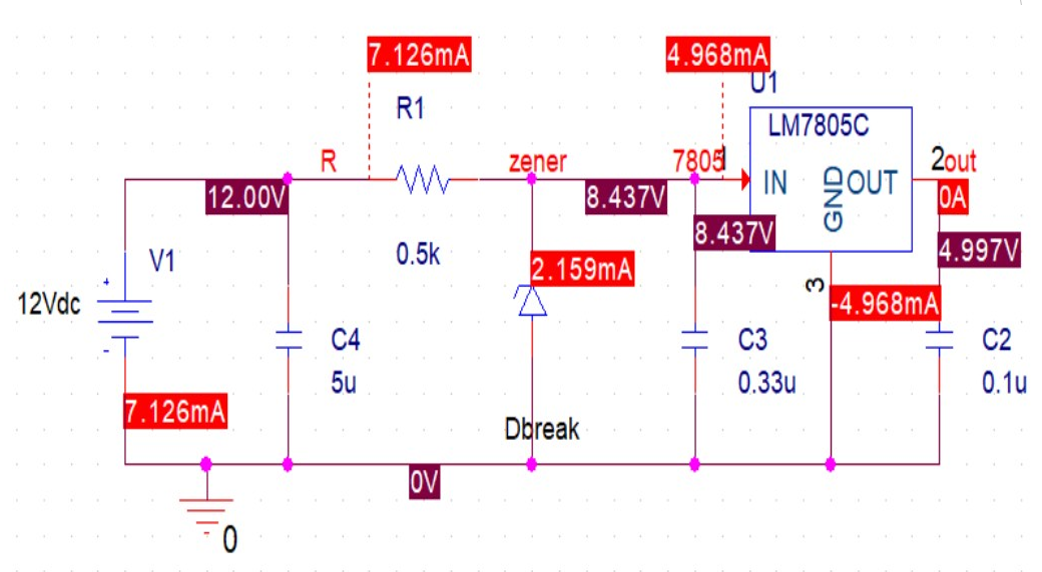 7.126mA
4.968mA
U1
R1
LM7805C
R
zener
7805
1
2
out
IN
GND
OUT
12.00V
8.437V
0A
8.437V
4.997V
V1
0.5k
2.159mA
+
12Vdc
3
-4.968mA
-
C4
C3
C2
5u
0.33u
0.1u
7.126mA
Dbreak
0V
0